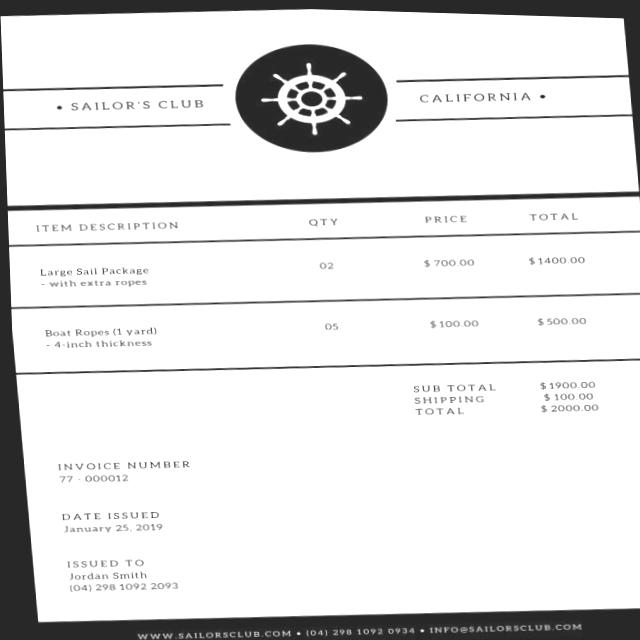 • SAILOR'S CLUB
CALIFORNIA •
ITEM DESCRIPTION QTY PRICE TOTAL
Large Sail Package 02 $ 700.00 $ 1400.00
- with extra ropes
Boat Ropes (1 yard) 05 $ 100.00 $ 500.00
- 4-inch thickness
SUB TOTAL $ 1900.00
SHIPPING $ 100.00
TOTAL $ 2000.00
INVOICE NUMBER
77 - 000012
DATE ISSUED
January 25, 2019
ISSUED TO
Jordan Smith
(04) 298 1092 2093
WWW.SAILORSCLUB.COM • (04) 298 1092 0934 • INFO@SAILORSCLUB.COM